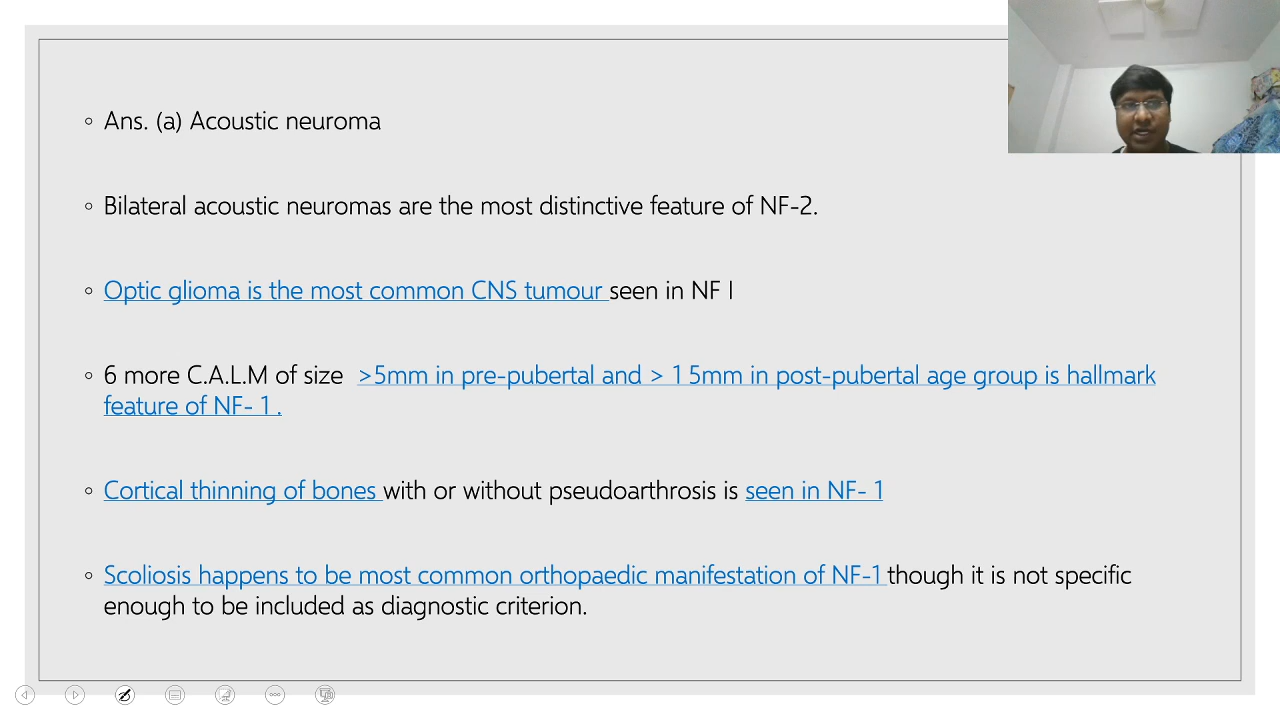 Ans. (a) Acoustic neuroma
Bilateral acoustic neuromas are the most distinctive feature of NF-2.
Optic glioma is the most common CNS tumour seen in NF I
6 more C.A.L.M of size >5mm in pre-pubertal and > 1 5mm in post-pubertal age group is hallmark
feature of NF- 1 .
Cortical thinning of bones with or without pseudoarthrosis is seen in NF- 1
Scoliosis happens to be most common orthopaedic manifestation of NF-1 though it is not specific
enough to be included as diagnostic criterion.